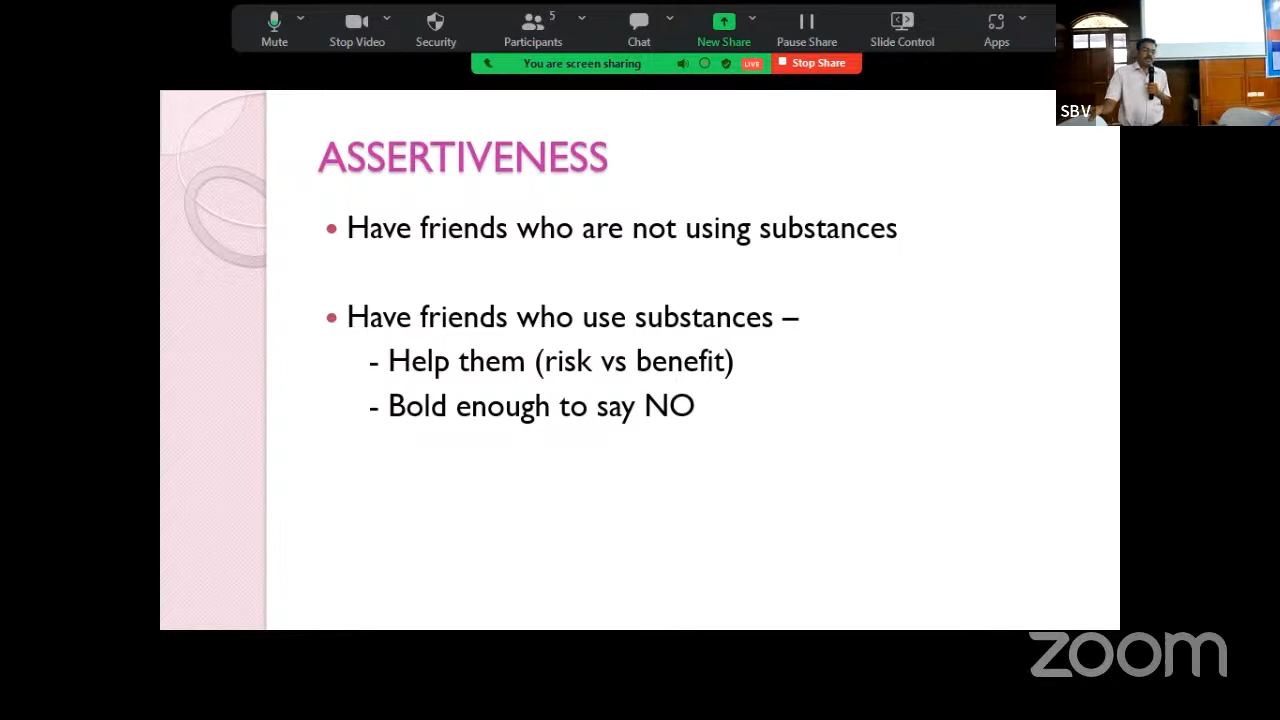 5
Mute
Stop Video
Security
Participants
Chat
New Share
Pause Share
Slide Control
Apps
You are screen sharing
LIVE
Stop Share
SBV
ASSERTIVENESS
• Have friends who are not using substances
• Have friends who use substances –
- Help them (risk vs benefit)
- Bold enough to say NO
zoom